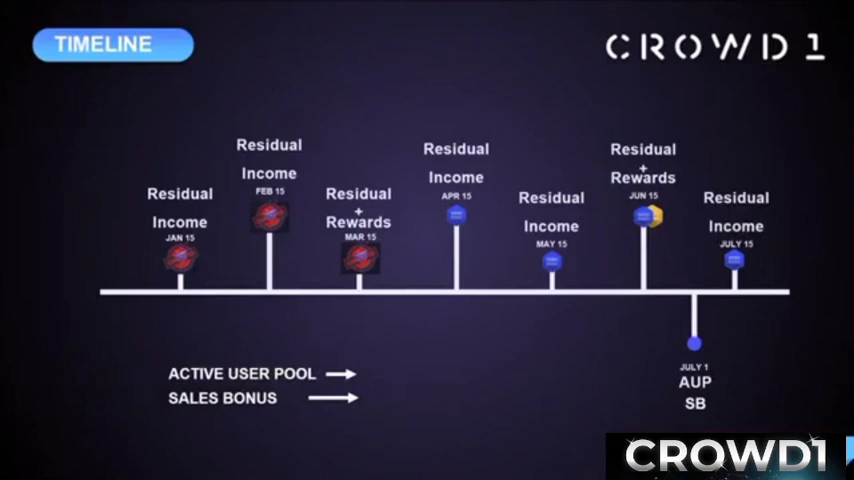 TIMELINE
CROWD1
Residual
Income
JAN 15
Residual
Income
FEB 15
Residual
+
Rewards
MAR 15
Residual
Income
APR 15
Residual
Income
MAY 15
Residual
+
Rewards
JUN 15
Residual
Income
JULY 15
JULY 1
AUP
SB
ACTIVE USER POOL
SALES BONUS
CROWD1